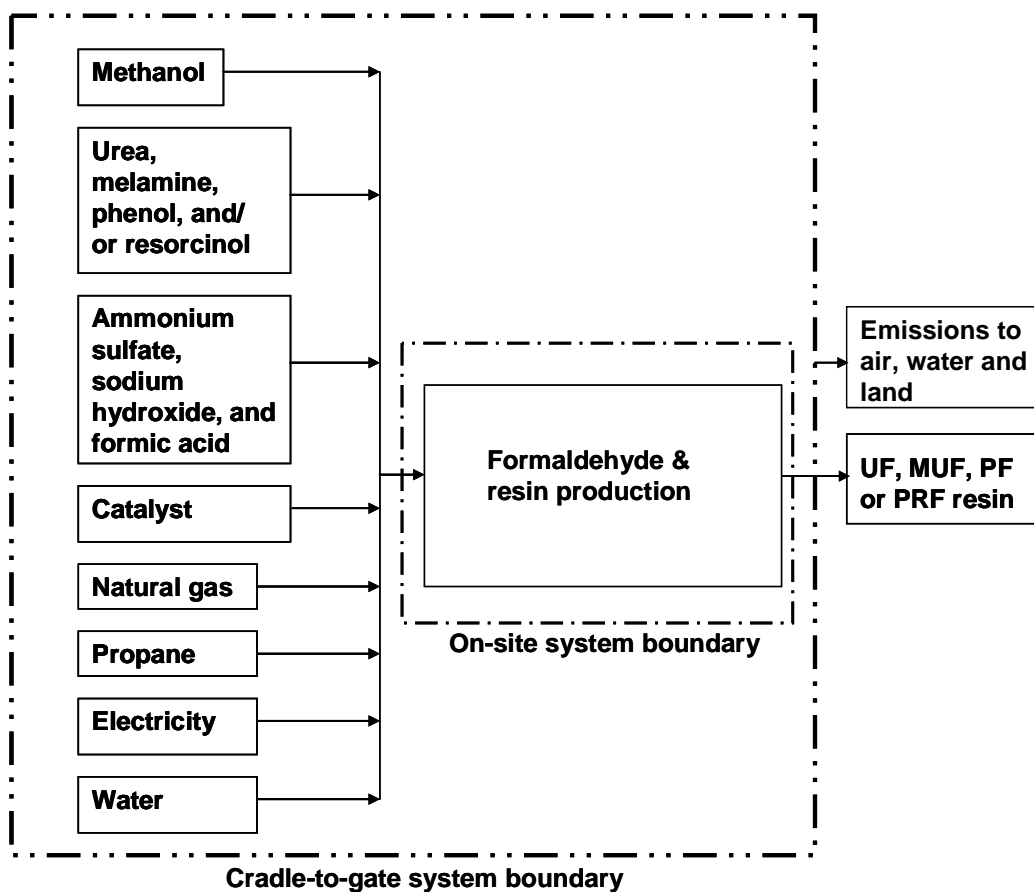 Methanol
Urea,
melamine,
phenol, and/
or resorcinol
Ammonium
sulfate,
sodium
hydroxide, and
formic acid
Catalyst
Natural gas
Propane
Electricity
Water
Formaldehyde &
resin production
On-site system boundary
Emissions to
air, water and
land
UF, MUF, PF
or PRF resin
Cradle-to-gate system boundary